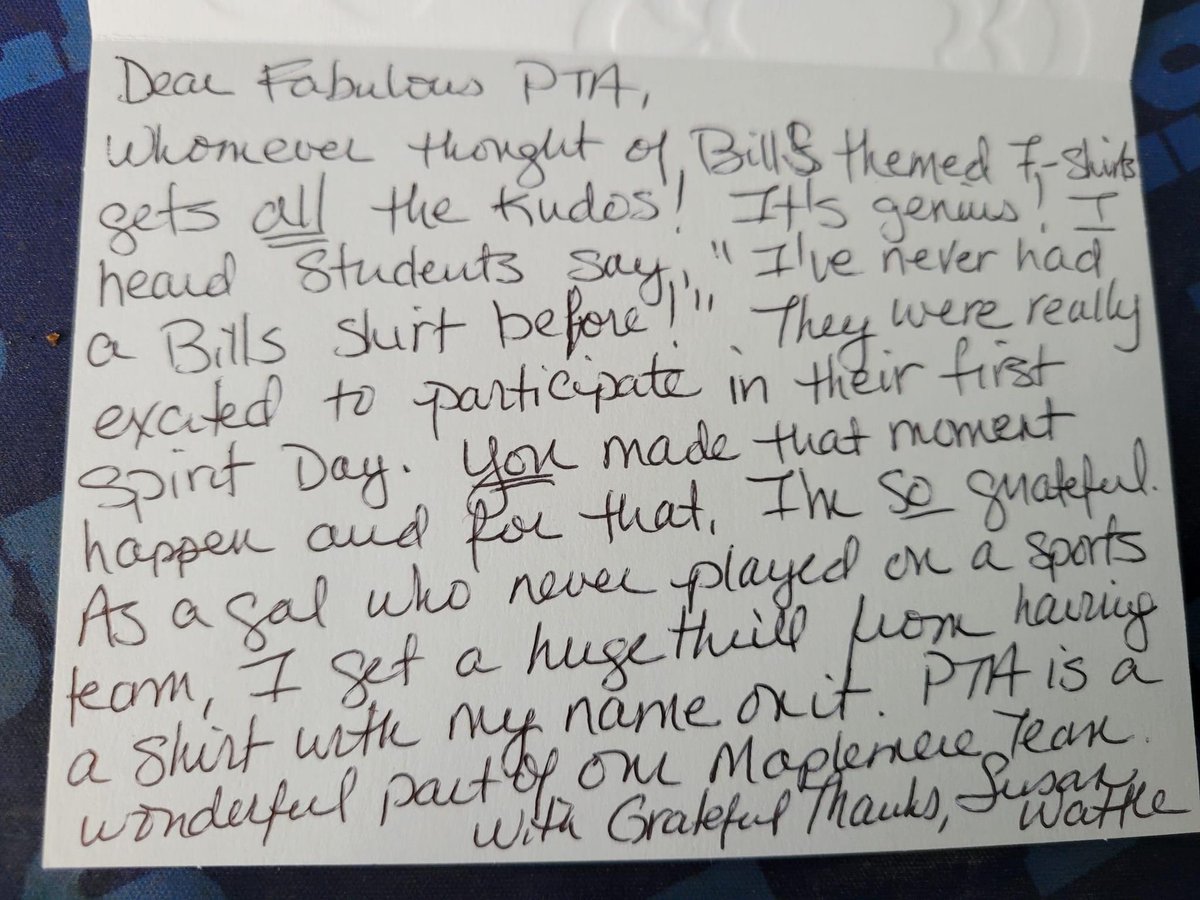 Dear Fabulous PTA,
Whomever thought of Bills themed T-shirts
gets all the kudos! It's genius! I
heard students say, "I've never had
a Bills shirt before!" They were really
excited to participate in their first
Spirit Day. You made that moment
happen and for that, I'm so grateful.
As a gal who never played on a sports
team, I get a huge thrill from having
a shirt with my name on it. PTA is a
wonderful part of our Maplemere Team.
With Grateful Thanks, Susan
Wattle